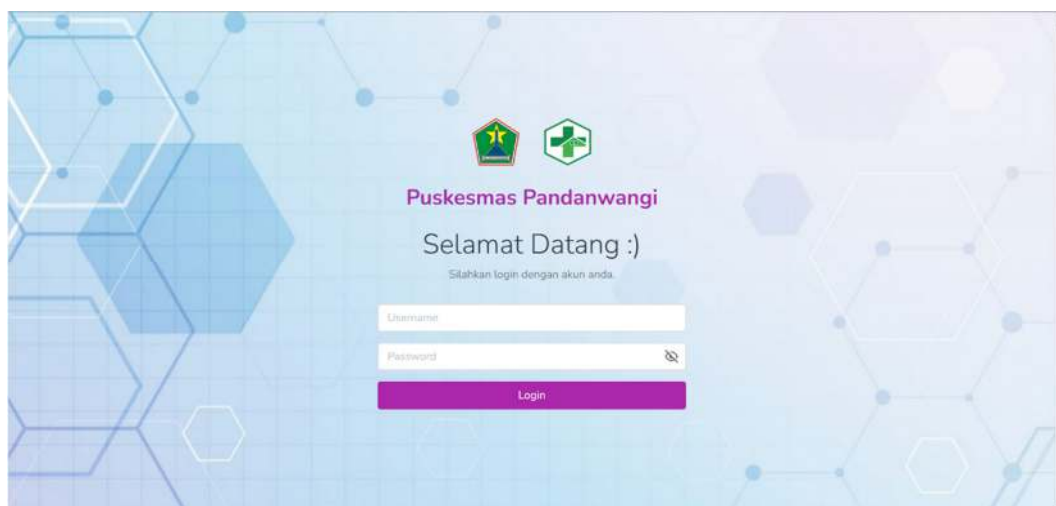 Puskesmas Pandanwangi
Selamat Datang :)
Silahkan login dengan akun anda.
Username
Password
Login